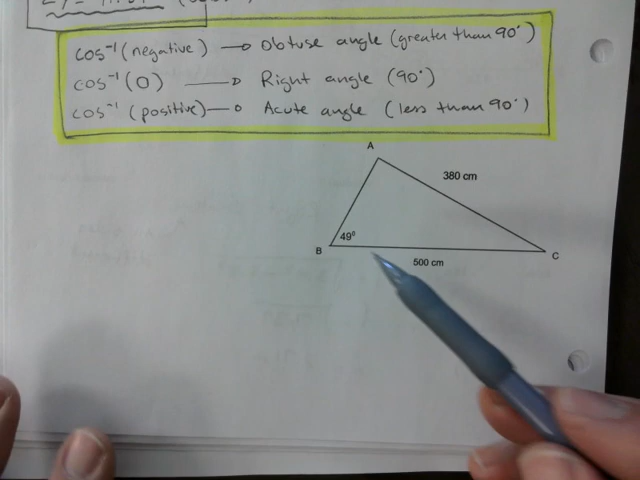 cos⁻¹(negative) → Obtuse angle (greater than 90°)
cos⁻¹(0) → Right angle (90°)
cos⁻¹(positive) → Acute angle (less than 90°)
A
380 cm
49⁰
B
C
500 cm